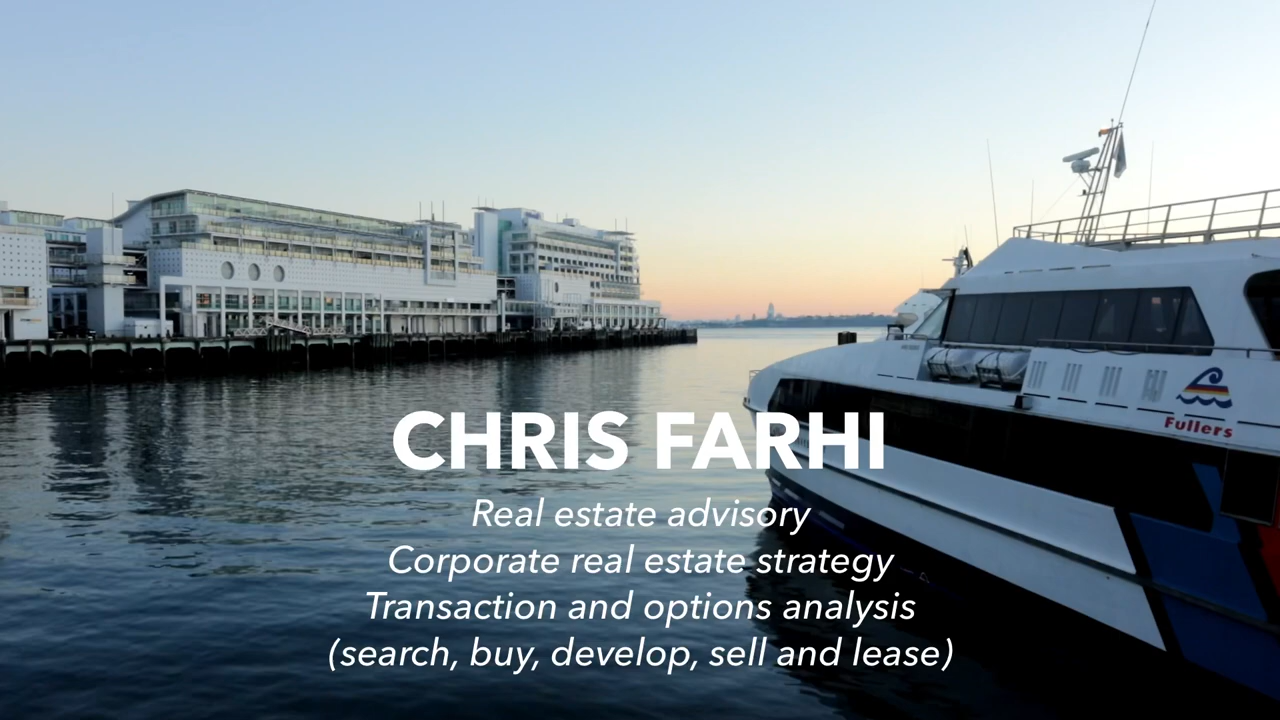 Fullers
CHRIS FARHI
Real estate advisory
Corporate real estate strategy
Transaction and options analysis
(search, buy, develop, sell and lease)